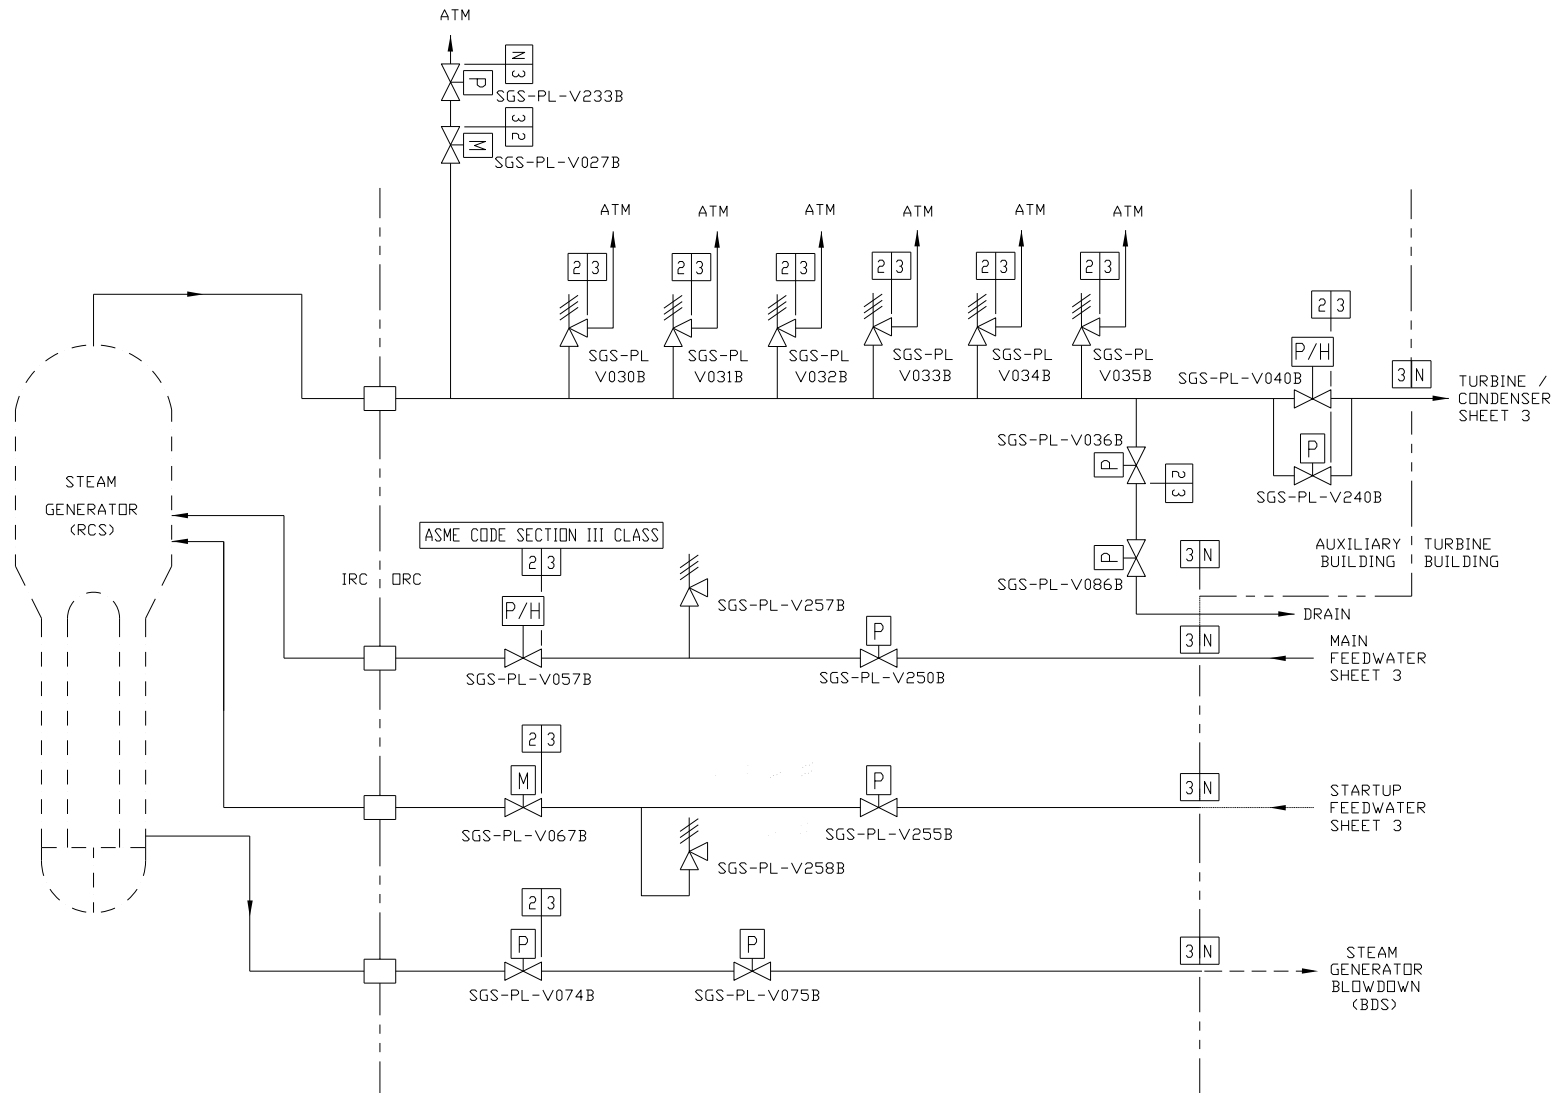 ATM
N 3
P
SGS-PL-V233B
3 2
M
SGS-PL-V027B
ATM
ATM
ATM
ATM
ATM
ATM
2 3
2 3
2 3
2 3
2 3
2 3
SGS-PL
V030B
SGS-PL
V031B
SGS-PL
V032B
SGS-PL
V033B
SGS-PL
V034B
SGS-PL
V035B
2 3
P/H
SGS-PL-V040B
3 N
TURBINE /
CONDENSER
SHEET 3
P
SGS-PL-V240B
SGS-PL-V036B
P
2 3
P
SGS-PL-V086B
DRAIN
STEAM
GENERATOR
(RCS)
AUXILIARY
BUILDING
TURBINE
BUILDING
3 N
ASME CODE SECTION III CLASS
2 3
IRC
ORC
P/H
SGS-PL-V057B
SGS-PL-V257B
P
SGS-PL-V250B
3 N
MAIN
FEEDWATER
SHEET 3
2 3
M
SGS-PL-V067B
P
SGS-PL-V255B
3 N
STARTUP
FEEDWATER
SHEET 3
SGS-PL-V258B
2 3
P
SGS-PL-V074B
P
SGS-PL-V075B
3 N
STEAM
GENERATOR
BLOWDOWN
(BDS)